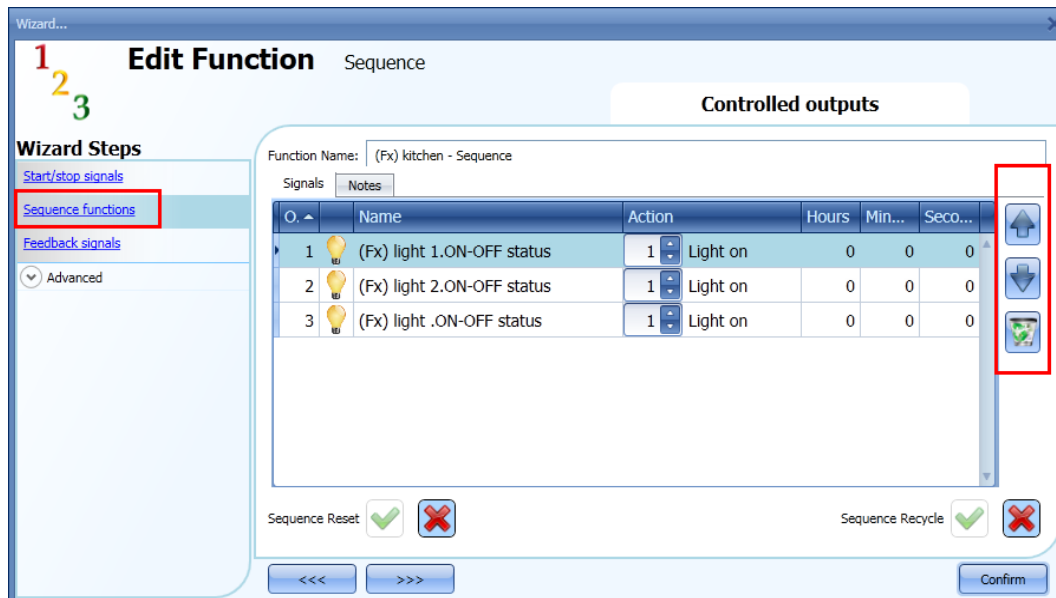 Wizard...
1 2 3
Edit Function Sequence
Controlled outputs
Wizard Steps
Start/stop signals
Sequence functions
Feedback signals
Advanced
Function Name: (Fx) kitchen - Sequence
Signals Notes
O. Name Action Hours Min... Seco...
1 (Fx) light 1.ON-OFF status 1 Light on 0 0 0
2 (Fx) light 2.ON-OFF status 1 Light on 0 0 0
3 (Fx) light .ON-OFF status 1 Light on 0 0 0
Sequence Reset Sequence Recycle
<<< >>> Confirm